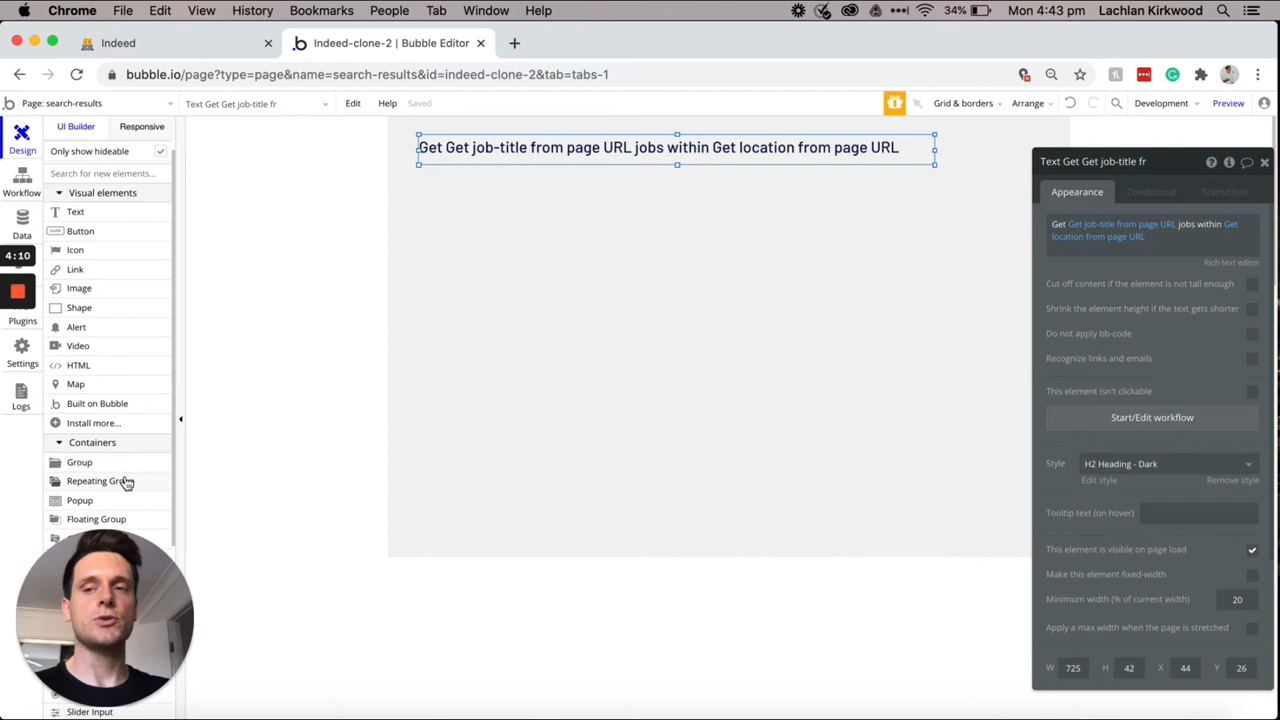 Chrome File Edit View History Bookmarks People Tab Window Help 34% Mon 4:43 pm Lachlan Kirkwood
Indeed
Indeed-clone-2 | Bubble Editor
bubble.io/page?type=page&name=search-results&id=indeed-clone-2&tab=tabs-1
Page: search-results
Text Get Get job-title fr
Edit
Help
Saved
Grid & borders
Arrange
Development
Preview
Design
Workflow
Data
4:10
Plugins
Settings
Logs
UI Builder
Responsive
Only show hideable
Search for new elements...
Visual elements
Text
Button
Icon
Link
Image
Shape
Alert
Video
HTML
Map
Built on Bubble
Install more...
Containers
Group
Repeating Group
Popup
Floating Group
Slider Input
Get Get job-title from page URL jobs within Get location from page URL
Text Get Get job-title fr
Appearance
Conditional
Transitions
Get Get job-title from page URL jobs within Get
location from page URL
Rich text editor
Cut off content if the element is not tall enough
Shrink the element height if the text gets shorter
Do not apply bb-code
Recognize links and emails
This element isn't clickable
Start/Edit workflow
Style
H2 Heading - Dark
Edit style
Remove style
Tooltip text (on hover)
This element is visible on page load
Make this element fixed-width
Minimum width (% of current width)
20
Apply a max width when the page is stretched
W 725 H 42 X 44 Y 26